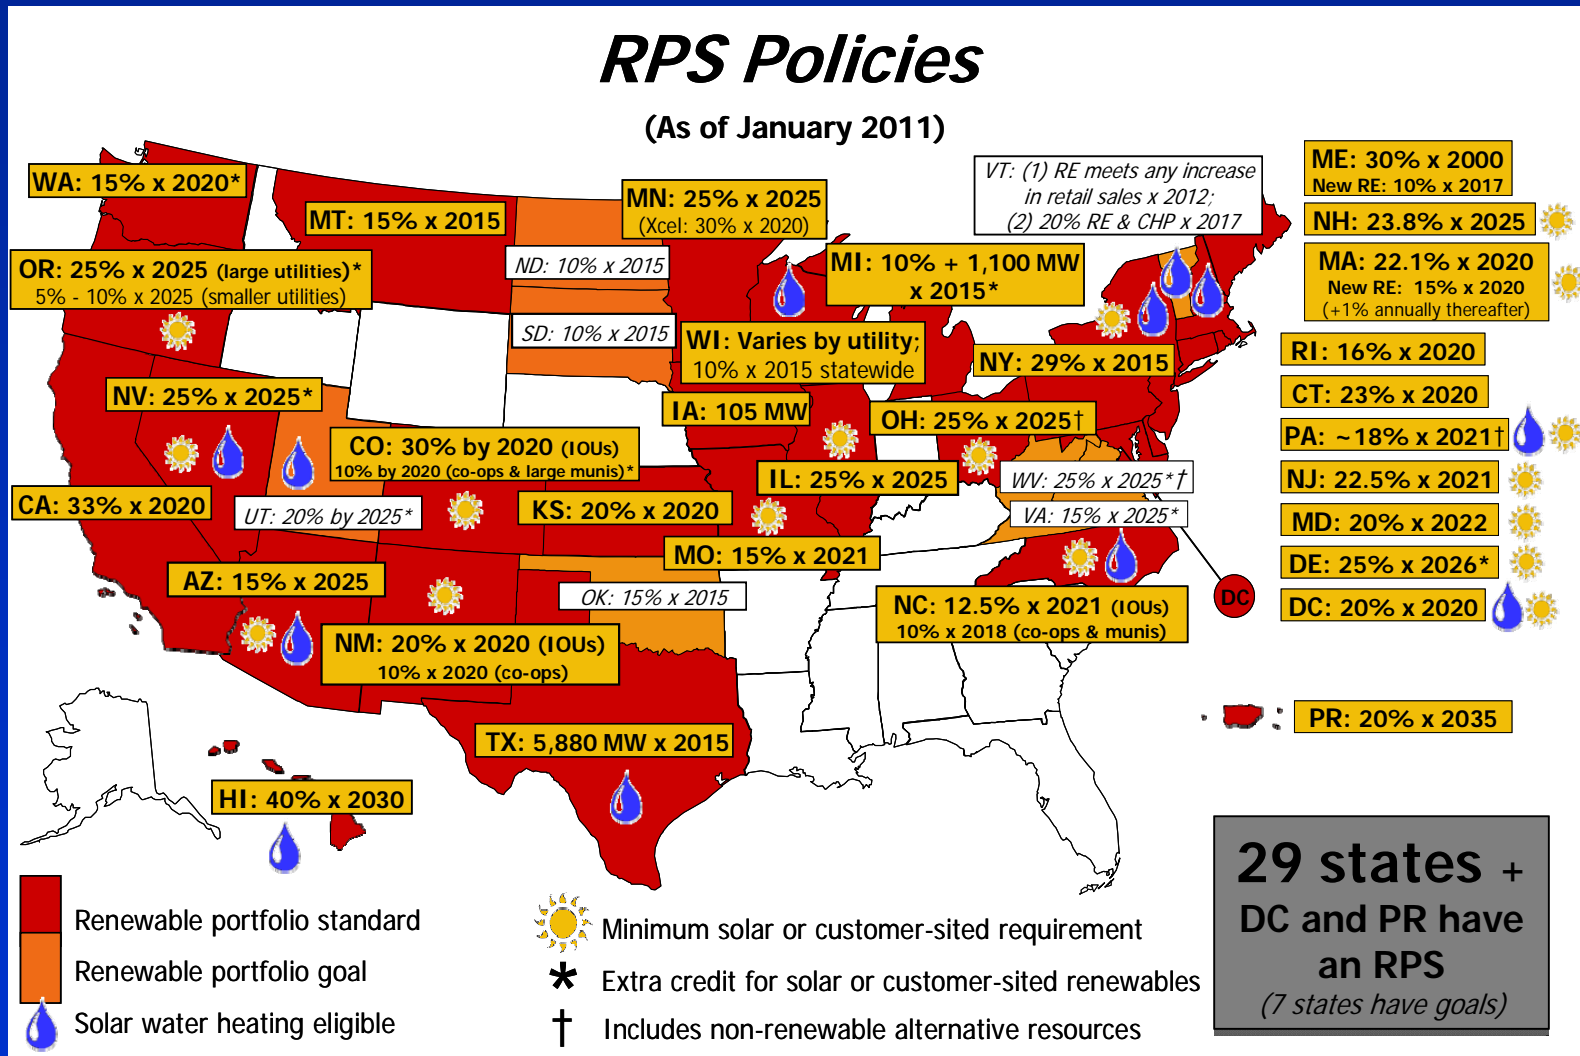 RPS Policies
(As of January 2011)
WA: 15% x 2020*
MT: 15% x 2015
MN: 25% x 2025
(Xcel: 30% x 2020)
VT: (1) RE meets any increase
in retail sales x 2012;
(2) 20% RE & CHP x 2017
ME: 30% x 2000
New RE: 10% x 2017
NH: 23.8% x 2025
OR: 25% x 2025 (large utilities)*
5% - 10% x 2025 (smaller utilities)
ND: 10% x 2015
MI: 10% + 1,100 MW
x 2015*
MA: 22.1% x 2020
New RE: 15% x 2020
(+1% annually thereafter)
SD: 10% x 2015
WI: Varies by utility;
10% x 2015 statewide
NY: 29% x 2015
RI: 16% x 2020
NV: 25% x 2025*
IA: 105 MW
OH: 25% x 2025†
CT: 23% x 2020
CO: 30% by 2020 (IOUs)
10% by 2020 (co-ops & large munis)*
PA: ~18% x 2021†
IL: 25% x 2025
WV: 25% x 2025*†
NJ: 22.5% x 2021
CA: 33% x 2020
UT: 20% by 2025*
KS: 20% x 2020
VA: 15% x 2025*
MD: 20% x 2022
MO: 15% x 2021
DE: 25% x 2026*
AZ: 15% x 2025
OK: 15% x 2015
NC: 12.5% x 2021 (IOUs)
10% x 2018 (co-ops & munis)
DC
DC: 20% x 2020
NM: 20% x 2020 (IOUs)
10% x 2020 (co-ops)
PR: 20% x 2035
TX: 5,880 MW x 2015
HI: 40% x 2030
29 states +
DC and PR have
an RPS
(7 states have goals)
Renewable portfolio standard
Renewable portfolio goal
Solar water heating eligible
Minimum solar or customer-sited requirement
* Extra credit for solar or customer-sited renewables
† Includes non-renewable alternative resources